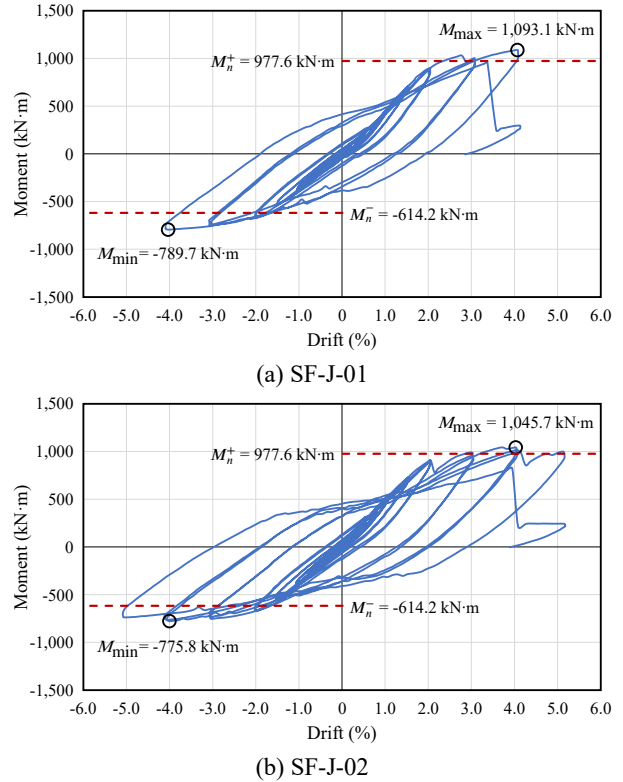 M_max = 1,093.1 kN·m
M_n^+ = 977.6 kN·m
1,500
1,000
500
0
-500
-1,000
-1,500
Moment (kN·m)
M_n^- = -614.2 kN·m
M_min = -789.7 kN·m
-6.0 -5.0 -4.0 -3.0 -2.0 -1.0 0 1.0 2.0 3.0 4.0 5.0 6.0
Drift (%)
(a) SF-J-01
M_max = 1,045.7 kN·m
M_n^+ = 977.6 kN·m
1,500
1,000
500
0
-500
-1,000
-1,500
Moment (kN·m)
M_n^- = -614.2 kN·m
M_min = -775.8 kN·m
-6.0 -5.0 -4.0 -3.0 -2.0 -1.0 0 1.0 2.0 3.0 4.0 5.0 6.0
Drift (%)
(b) SF-J-02